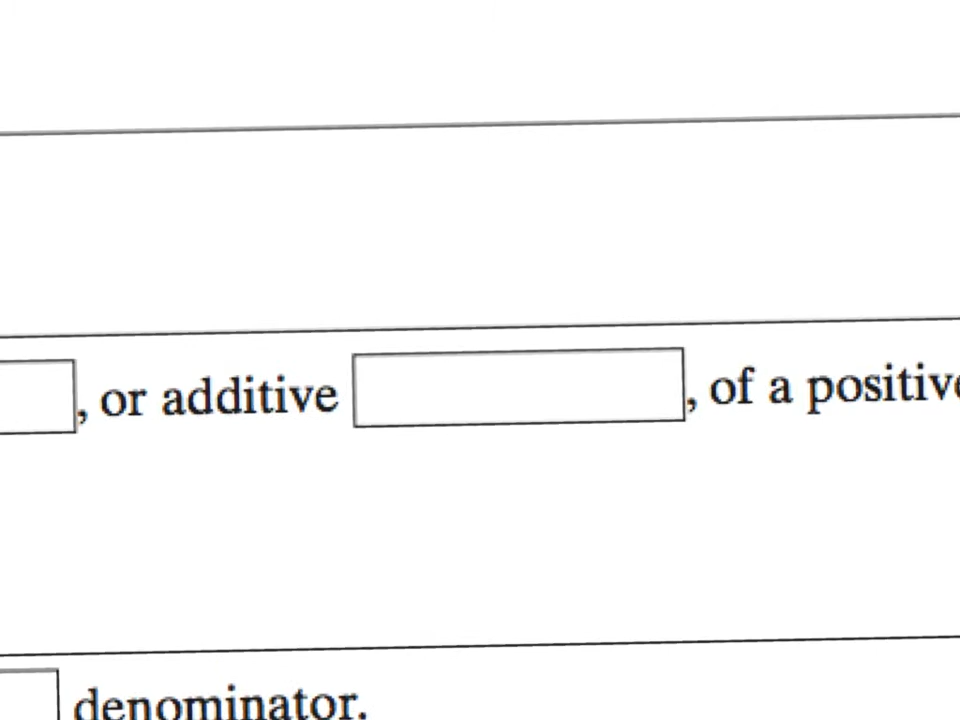 , or additive , of a positive
denominator.